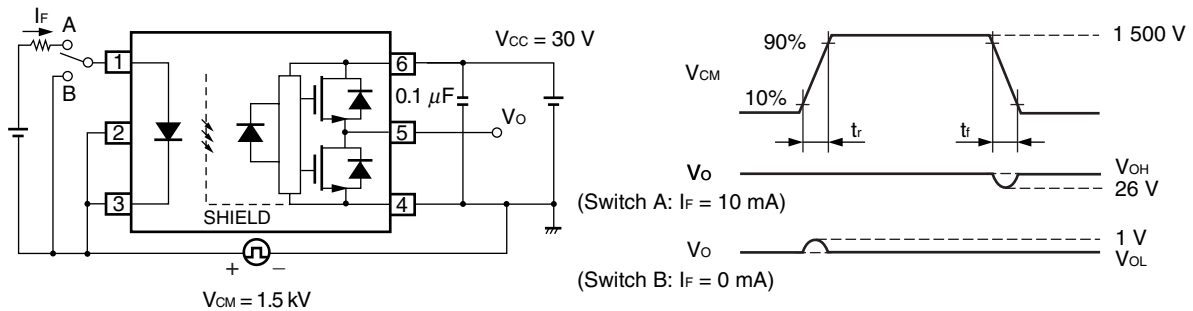 IF
A
B
1
2
3
SHIELD
6
5
4
VCC = 30 V
0.1 μF
VO
+ −
VCM = 1.5 kV
VCM
90%
10%
tr
tf
1 500 V
VO
(Switch A: IF = 10 mA)
VOH
26 V
VO
(Switch B: IF = 0 mA)
1 V
VOL